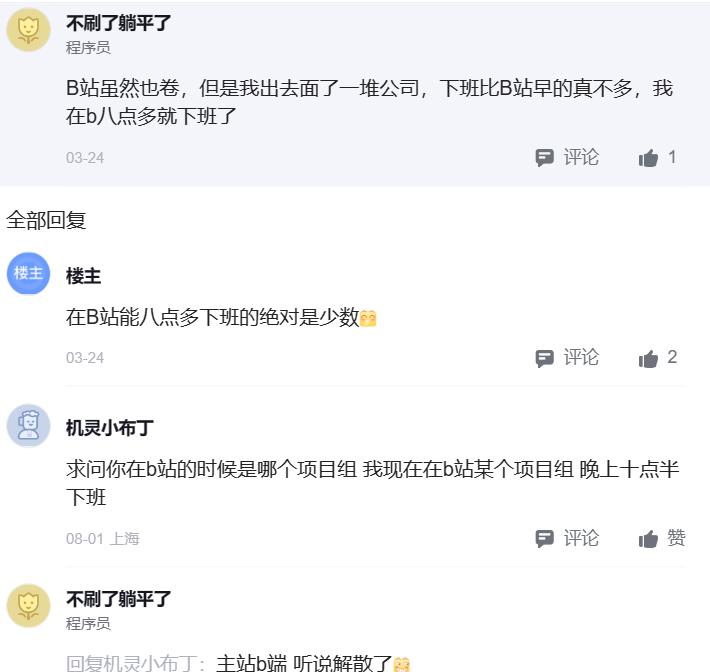 不刷了躺平了
程序员
B站虽然也卷，但是我出去面了一堆公司，下班比B站早的真不多，我
在b八点多就下班了
03-24 评论 1
全部回复
楼主 楼主
在B站能八点多下班的绝对是少数
03-24 评论 2
机灵小布丁
求问你在b站的时候是哪个项目组 我现在在b站某个项目组 晚上十点半
下班
08-01 上海 评论 赞
不刷了躺平了
程序员
回复机灵小布丁：主站b端 听说解散了